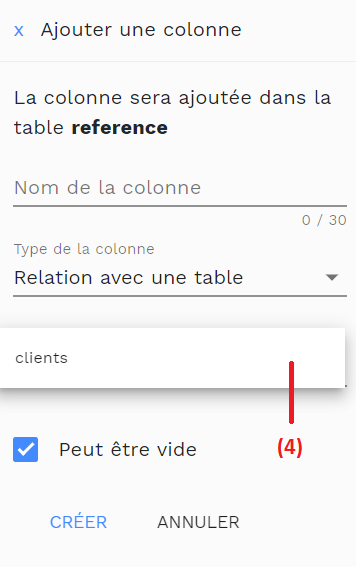 x Ajouter une colonne
La colonne sera ajoutée dans la
table reference
Nom de la colonne
0 / 30
Type de la colonne
Relation avec une table
clients
Peut être vide
(4)
CRÉER ANNULER